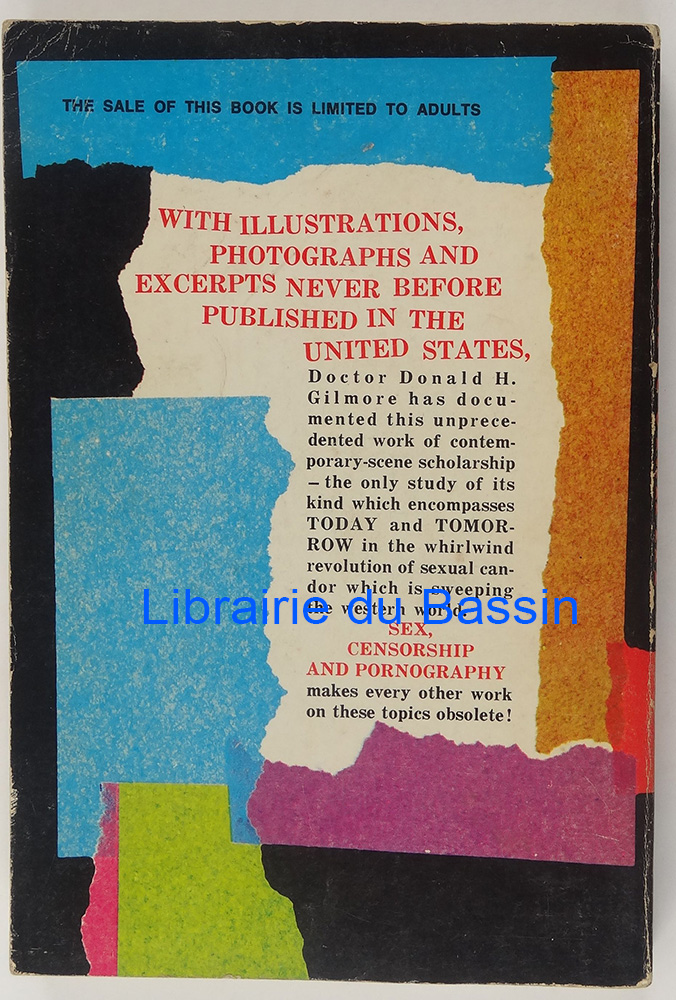 THE SALE OF THIS BOOK IS LIMITED TO ADULTS
WITH ILLUSTRATIONS,
PHOTOGRAPHS AND
EXCERPTS NEVER BEFORE
PUBLISHED IN THE
UNITED STATES,
Doctor Donald H.
Gilmore has docu-
mented this unprece-
dented work of contem-
porary-scene scholarship
– the only study of its
kind which encompasses
TODAY and TOMOR-
ROW in the whirlwind
revolution of sexual can-
dor which is sweeping
the western world.
Librairie du Bassin
SEX,
CENSORSHIP
AND PORNOGRAPHY
makes every other work
on these topics obsolete!